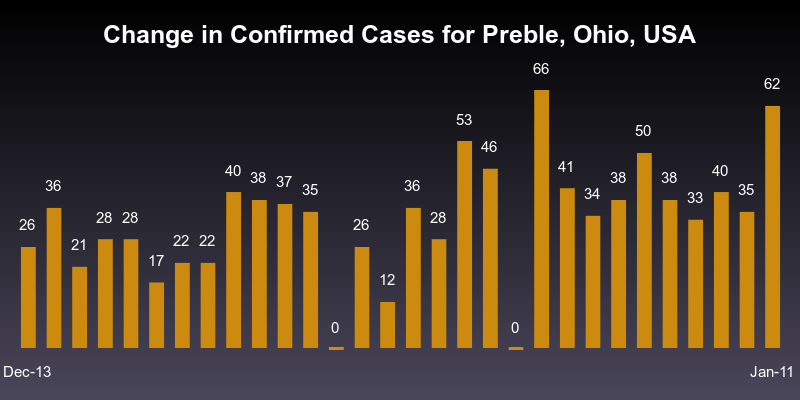 Change in Confirmed Cases for Preble, Ohio, USA
26 36 21 28 28 17 22 22 40 38 37 35 0 26 12 36 28 53 46 0 66 41 34 38 50 38 33 40 35 62
Dec-13 Jan-11